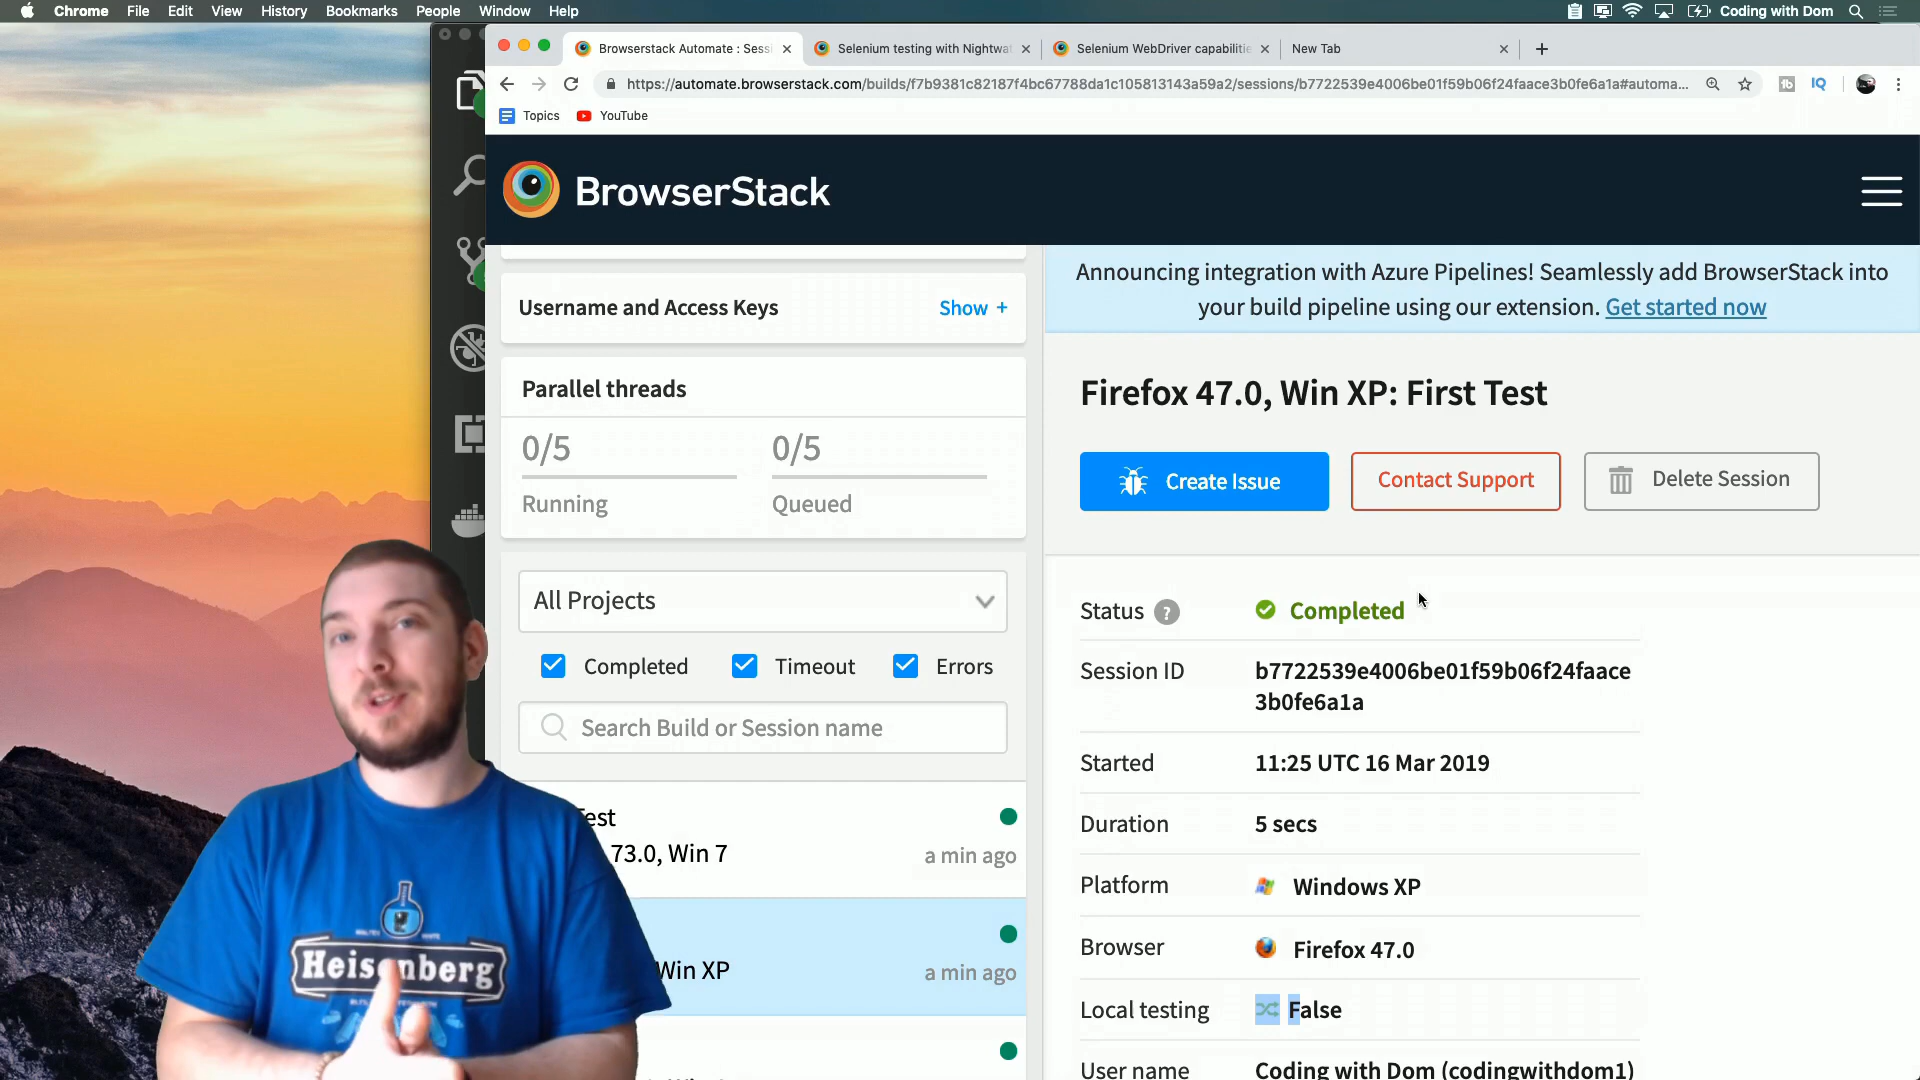 Chrome File Edit View History Bookmarks People Window Help
Coding with Dom
Browserstack Automate : Sessi
Selenium testing with Nightwat
Selenium WebDriver capabilitie
New Tab
https://automate.browserstack.com/builds/f7b9381c82187f4bc67788da1c105813143a59a2/sessions/b7722539e4006be01f59b06f24faace3b0fe6a1a#automa...
Topics YouTube
BrowserStack
Announcing integration with Azure Pipelines! Seamlessly add BrowserStack into
your build pipeline using our extension. Get started now
Username and Access Keys Show +
Parallel threads
0/5 0/5
Running Queued
All Projects
Completed Timeout Errors
Search Build or Session name
est
73.0, Win 7 a min ago
Win XP a min ago
Firefox 47.0, Win XP: First Test
Create Issue Contact Support Delete Session
Status ? Completed
Session ID b7722539e4006be01f59b06f24faace
3b0fe6a1a
Started 11:25 UTC 16 Mar 2019
Duration 5 secs
Platform Windows XP
Browser Firefox 47.0
Local testing False
User name Coding with Dom (codingwithdom1)
Heisenberg